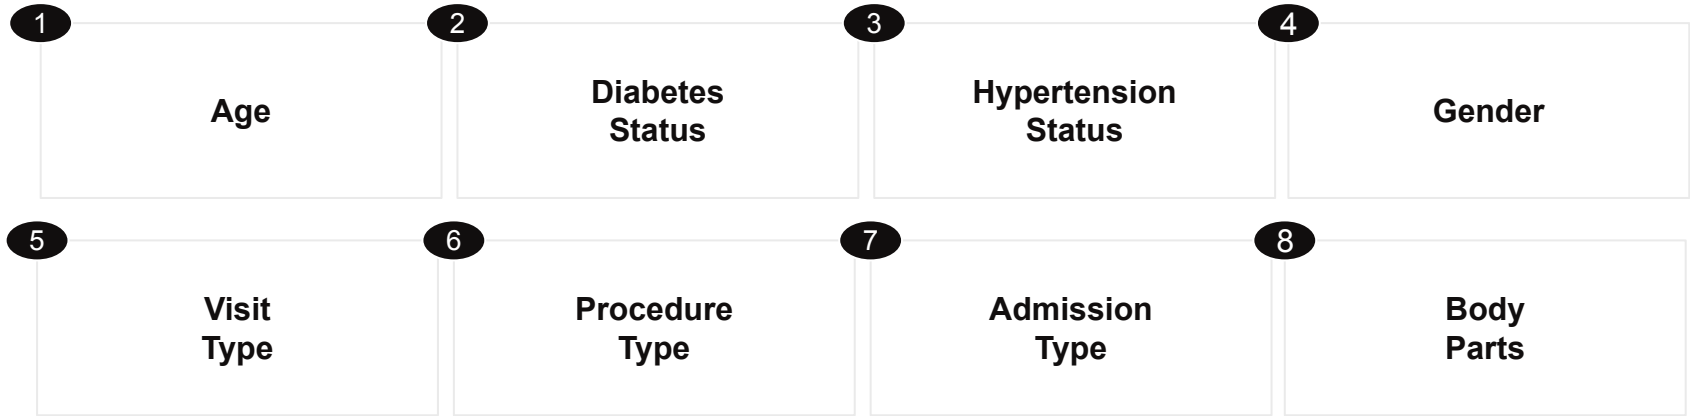 1
Age
2
Diabetes
Status
3
Hypertension
Status
4
Gender
5
Visit
Type
6
Procedure
Type
7
Admission
Type
8
Body
Parts